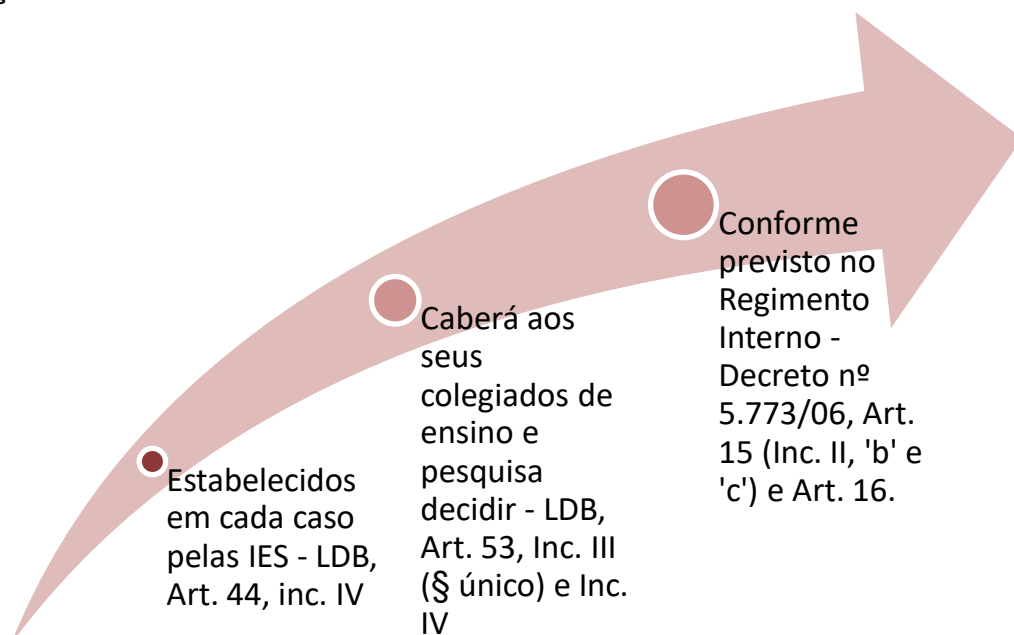 Estabelecidos
em cada caso
pelas IES - LDB,
Art. 44, inc. IV
Caberá aos
seus
colegiados de
ensino e
pesquisa
decidir - LDB,
Art. 53, Inc. III
(§ único) e Inc.
IV
Conforme
previsto no
Regimento
Interno -
Decreto nº
5.773/06, Art.
15 (Inc. II, 'b' e
'c') e Art. 16.